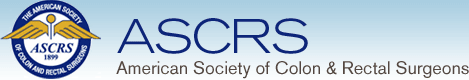 THE AMERICAN SOCIETY
ASCRS
1899
OF COLON AND RECTAL SURGEONS
ASCRS
American Society of Colon & Rectal Surgeons